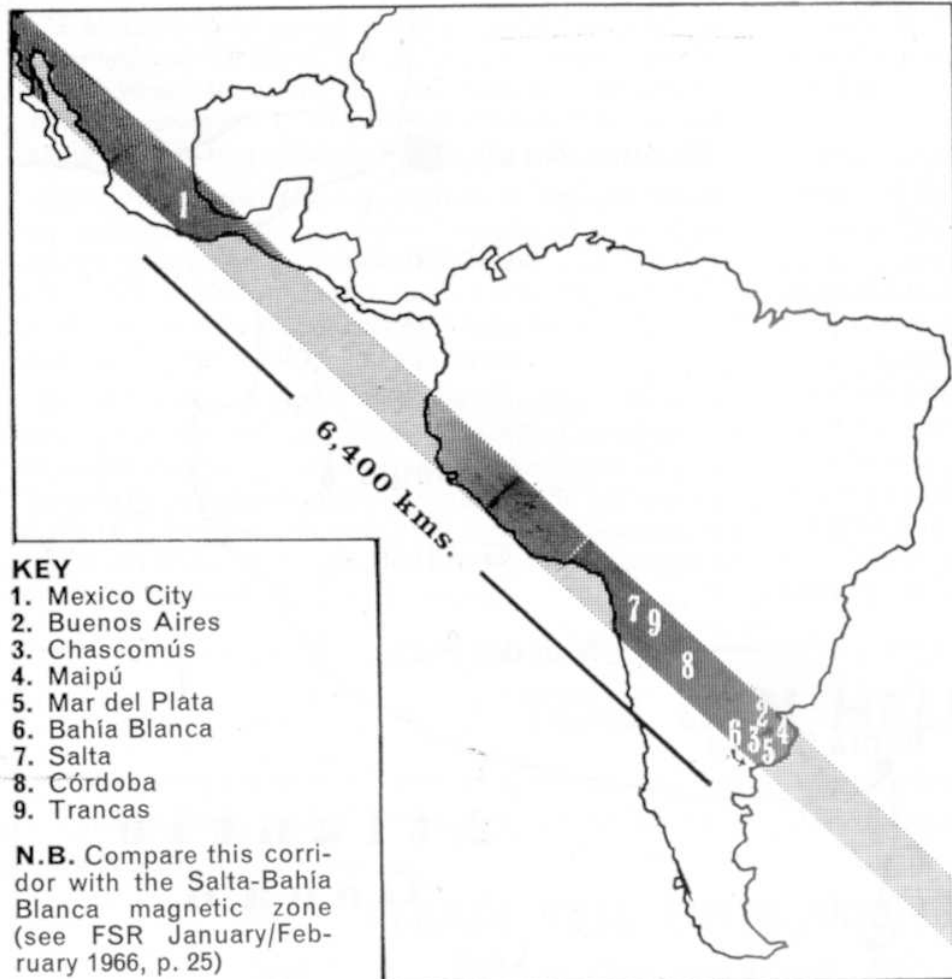 1
6,400 kms.
7 9
8
2
6 3 4
5
KEY
1. Mexico City
2. Buenos Aires
3. Chascomús
4. Maipú
5. Mar del Plata
6. Bahía Blanca
7. Salta
8. Córdoba
9. Trancas
N.B. Compare this corri-
dor with the Salta-Bahía
Blanca magnetic zone
(see FSR January/Feb-
ruary 1966, p. 25)